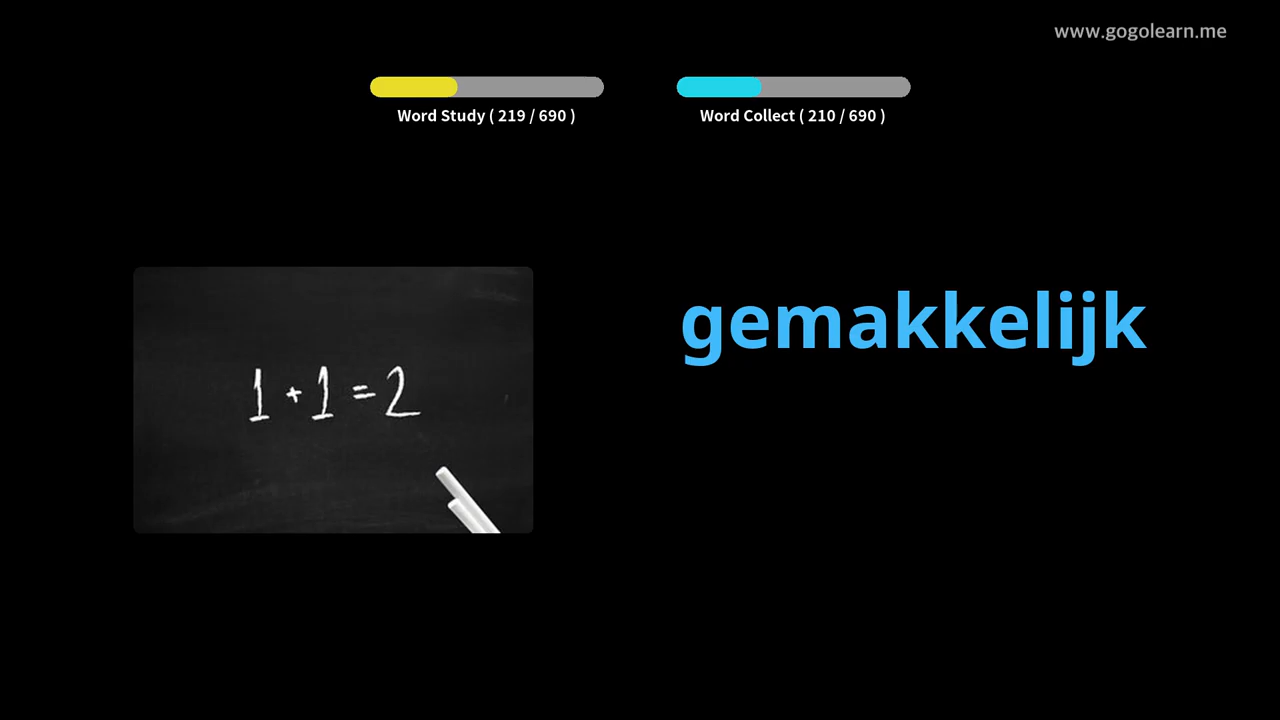 www.gogolearn.me
Word Study ( 219 / 690 )
Word Collect ( 210 / 690 )
gemakkelijk
1 + 1 = 2